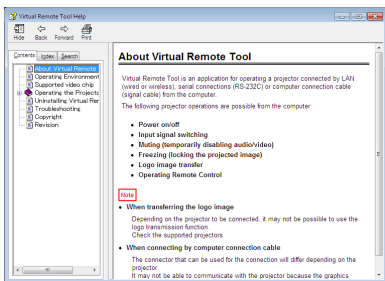 Virtual Remote Tool Help
Hide Back Forward Print
Contents Index Search
About Virtual Remote
Operating Environment
Supported video chip
Operating the Projecto
Uninstalling Virtual Rer
Troubleshooting
Copyright
Revision
About Virtual Remote Tool
Virtual Remote Tool is an application for operating a projector connected by LAN
(wired or wireless), serial connections (RS-232C) or computer connection cable
(signal cable) from the computer.
The following projector operations are possible from the computer:
• Power on/off
• Input signal switching
• Muting (temporarily disabling audio/video)
• Freezing (locking the projected image)
• Logo image transfer
• Operating Remote Control
Note
• When transferring the logo image
Depending on the projector to be connected, it may not be possible to use the
logo transmission function.
Check the supported projectors.
• When connecting by computer connection cable
The connector that can be used for the connection will differ depending on the
projector.
It may not be able to communicate with the projector because the graphics